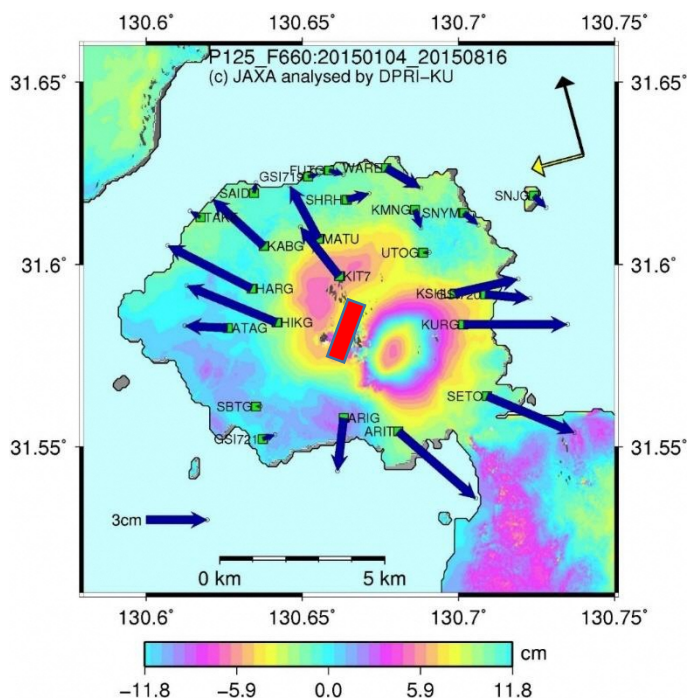 130.6˚ 130.65˚ 130.7˚ 130.75˚
P125_F660:20150104_20150816
(c) JAXA analysed by DPRI-KU
31.65˚ 31.65˚
FUTG WARE
GSI719
SAID
SHRH
SNJG
TAKT
KMNG SNYM
KABG MATU
UTOG
31.6˚ 31.6˚
KIT7
HARG
KSHL
HIKG
ATAG
KURG
SETO
SBTG
ARIG
ARIT
GSI721
31.55˚ 31.55˚
3cm
0 km 5 km
130.6˚ 130.65˚ 130.7˚ 130.75˚
cm
−11.8 −5.9 0.0 5.9 11.8